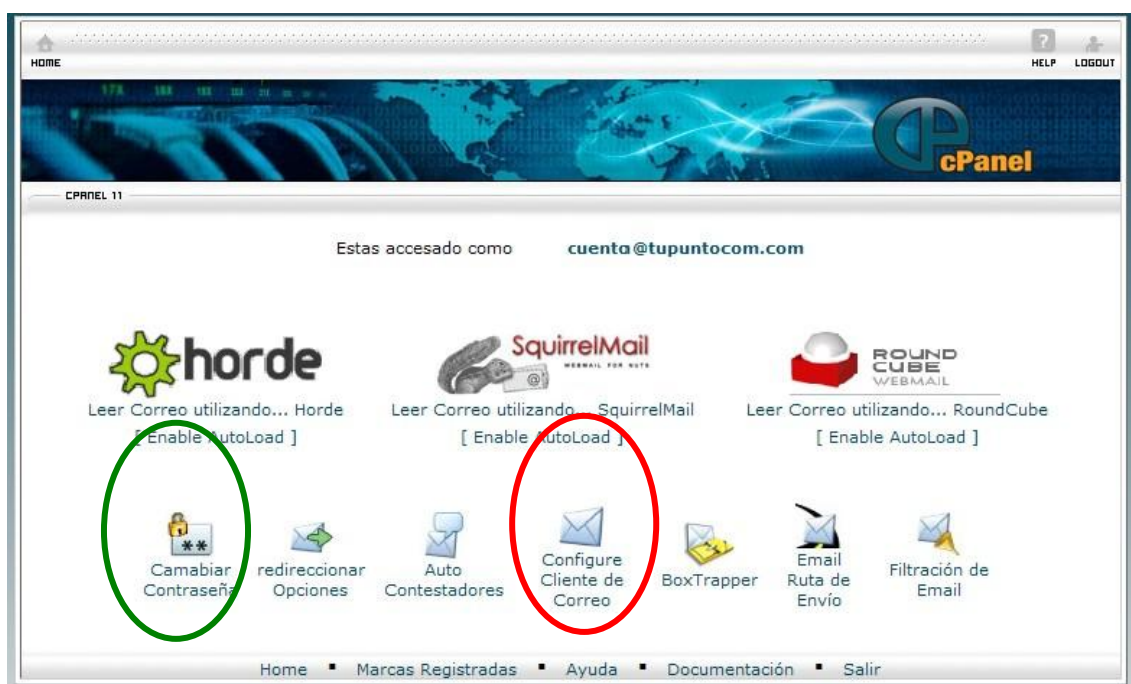 HOME
HELP LOGOUT
cPanel
CPANEL 11
Estas accesado como cuenta@tupuntocom.com
horde
SquirrelMail
WEBMAIL FOR NUTS
ROUND
CUBE
WEBMAIL
Leer Correo utilizando... Horde
[ Enable AutoLoad ]
Leer Correo utilizando... SquirrelMail
[ Enable AutoLoad ]
Leer Correo utilizando... RoundCube
[ Enable AutoLoad ]
Camabiar
Contraseña
redireccionar
Opciones
Auto
Contestadores
Configure
Cliente de
Correo
BoxTrapper
Email
Ruta de
Envío
Filtración de
Email
Home ▪ Marcas Registradas ▪ Ayuda ▪ Documentación ▪ Salir